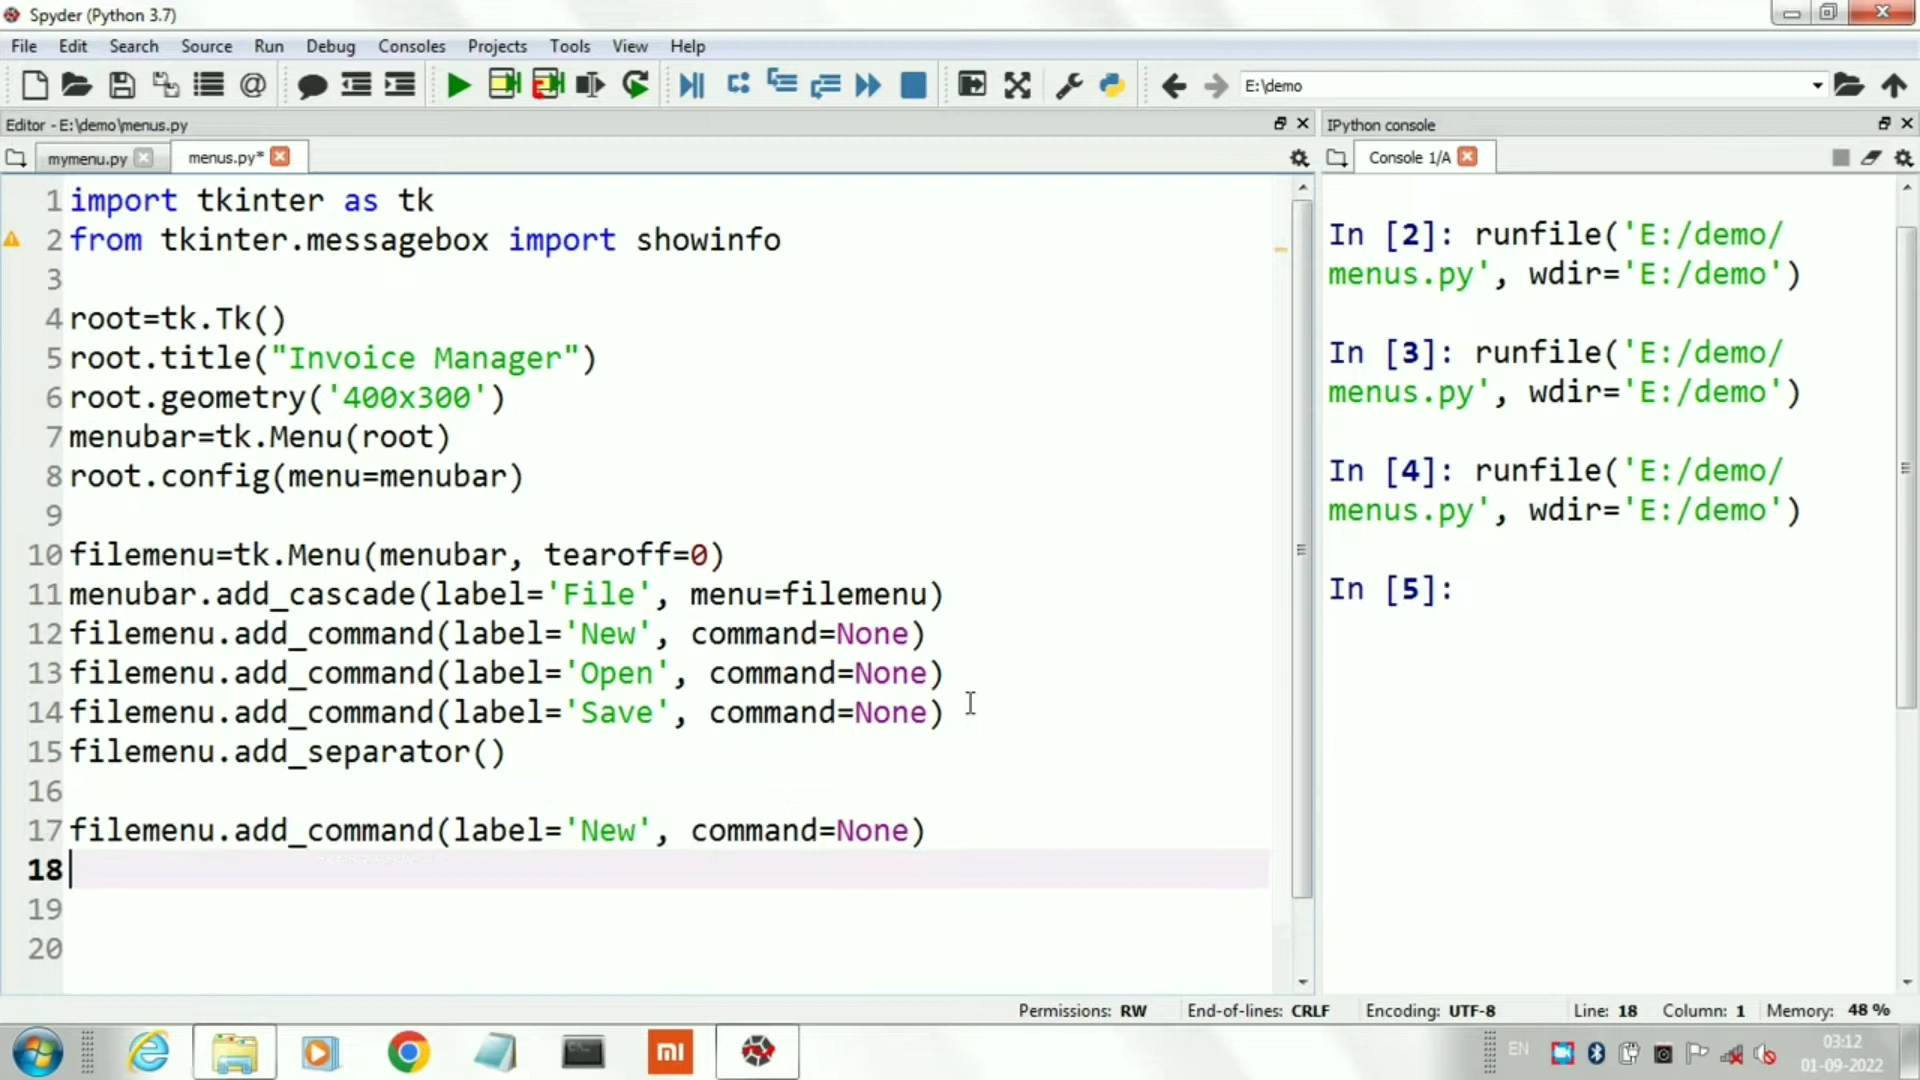 Spyder (Python 3.7)
File Edit Search Source Run Debug Consoles Projects Tools View Help
E:\demo
Editor - E:\demo\menus.py
IPython console
mymenu.py menus.py*
Console 1/A
1 import tkinter as tk
2 from tkinter.messagebox import showinfo
3
4 root=tk.Tk()
5 root.title("Invoice Manager")
6 root.geometry('400x300')
7 menubar=tk.Menu(root)
8 root.config(menu=menubar)
9
10 filemenu=tk.Menu(menubar, tearoff=0)
11 menubar.add_cascade(label='File', menu=filemenu)
12 filemenu.add_command(label='New', command=None)
13 filemenu.add_command(label='Open', command=None)
14 filemenu.add_command(label='Save', command=None)
15 filemenu.add_separator()
16
17 filemenu.add_command(label='New', command=None)
18
19
20
In [2]: runfile('E:/demo/
menus.py', wdir='E:/demo')
In [3]: runfile('E:/demo/
menus.py', wdir='E:/demo')
In [4]: runfile('E:/demo/
menus.py', wdir='E:/demo')
In [5]:
Permissions: RW End-of-lines: CRLF Encoding: UTF-8 Line: 18 Column: 1 Memory: 48 %
mi
EN
03:12
01-09-2022